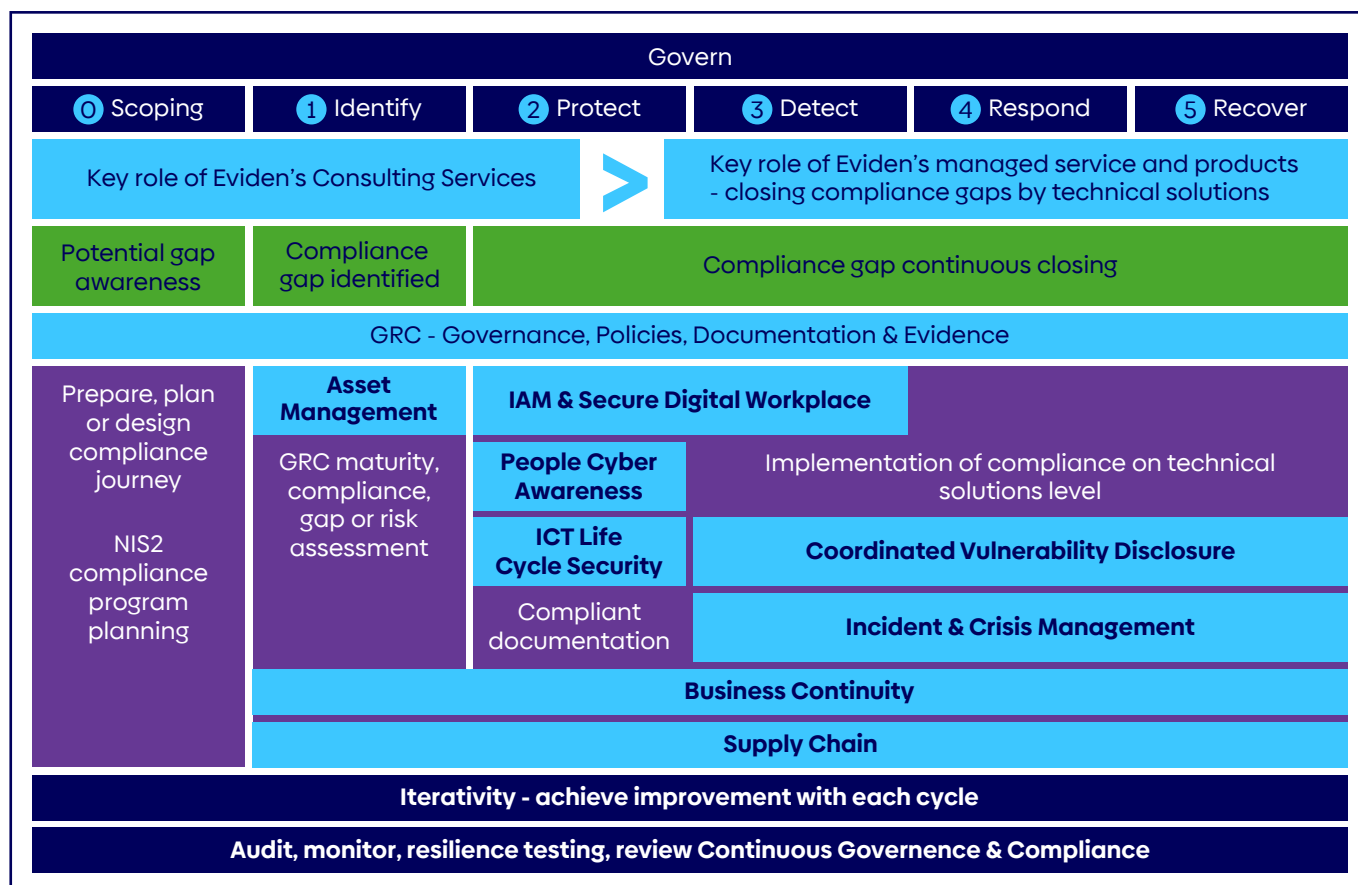 Govern
0 Scoping
1 Identify
2 Protect
3 Detect
4 Respond
5 Recover
Key role of Eviden's Consulting Services
>
Key role of Eviden's managed service and products
- closing compliance gaps by technical solutions
Potential gap
awareness
Compliance
gap identified
Compliance gap continuous closing
GRC - Governance, Policies, Documentation & Evidence
Prepare, plan
or design
compliance
journey
NIS2
compliance
program
planning
Asset
Management
GRC maturity,
compliance,
gap or risk
assessment
IAM & Secure Digital Workplace
People Cyber
Awareness
Implementation of compliance on technical
solutions level
ICT Life
Cycle Security
Coordinated Vulnerability Disclosure
Compliant
documentation
Incident & Crisis Management
Business Continuity
Supply Chain
Iterativity - achieve improvement with each cycle
Audit, monitor, resilience testing, review Continuous Governence & Compliance